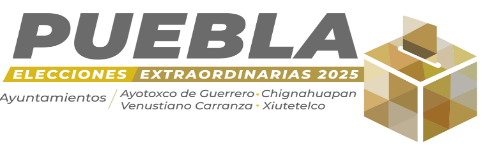 PUEBLA
ELECCIONES EXTRAORDINARIAS 2025
Ayuntamientos / Ayotoxco de Guerrero · Chignahuapan
Venustiano Carranza · Xiutetelco